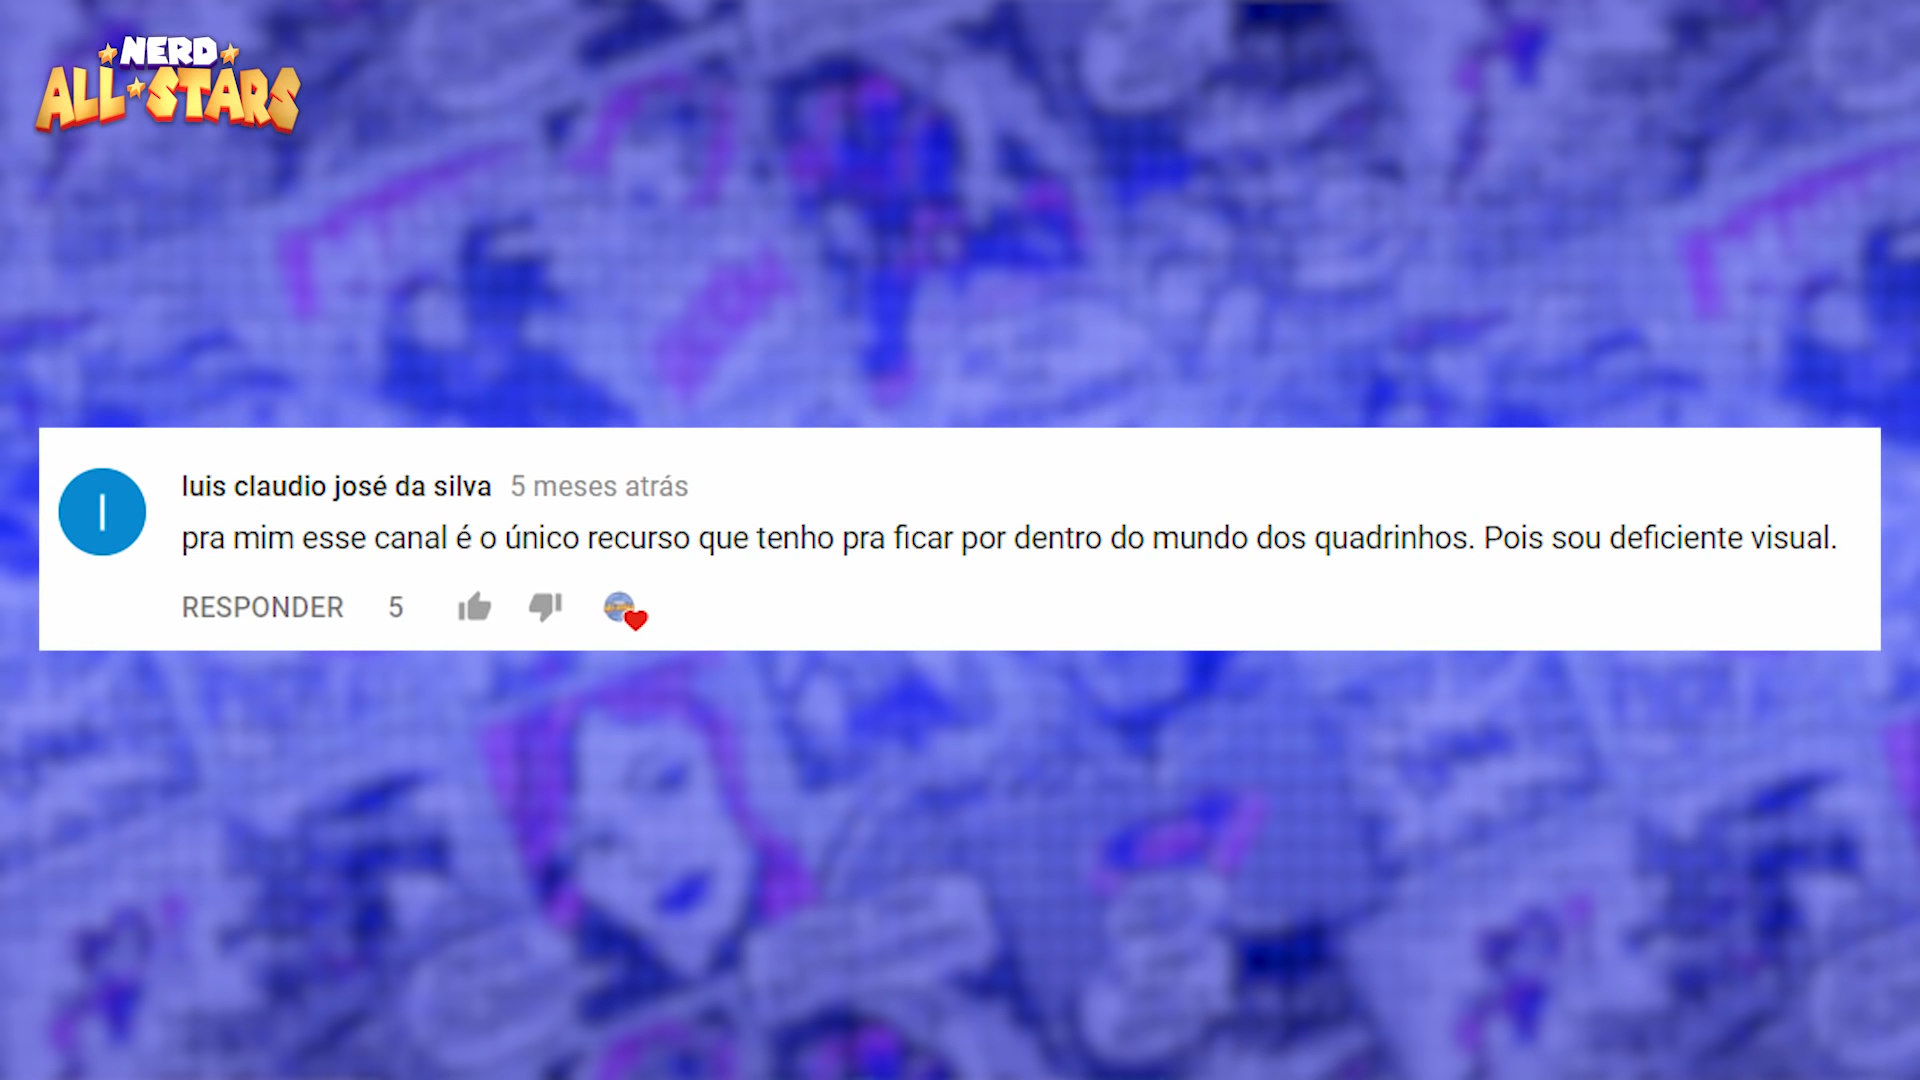 NERD
ALL STARS
luis claudio josé da silva 5 meses atrás
pra mim esse canal é o único recurso que tenho pra ficar por dentro do mundo dos quadrinhos. Pois sou deficiente visual.
RESPONDER 5